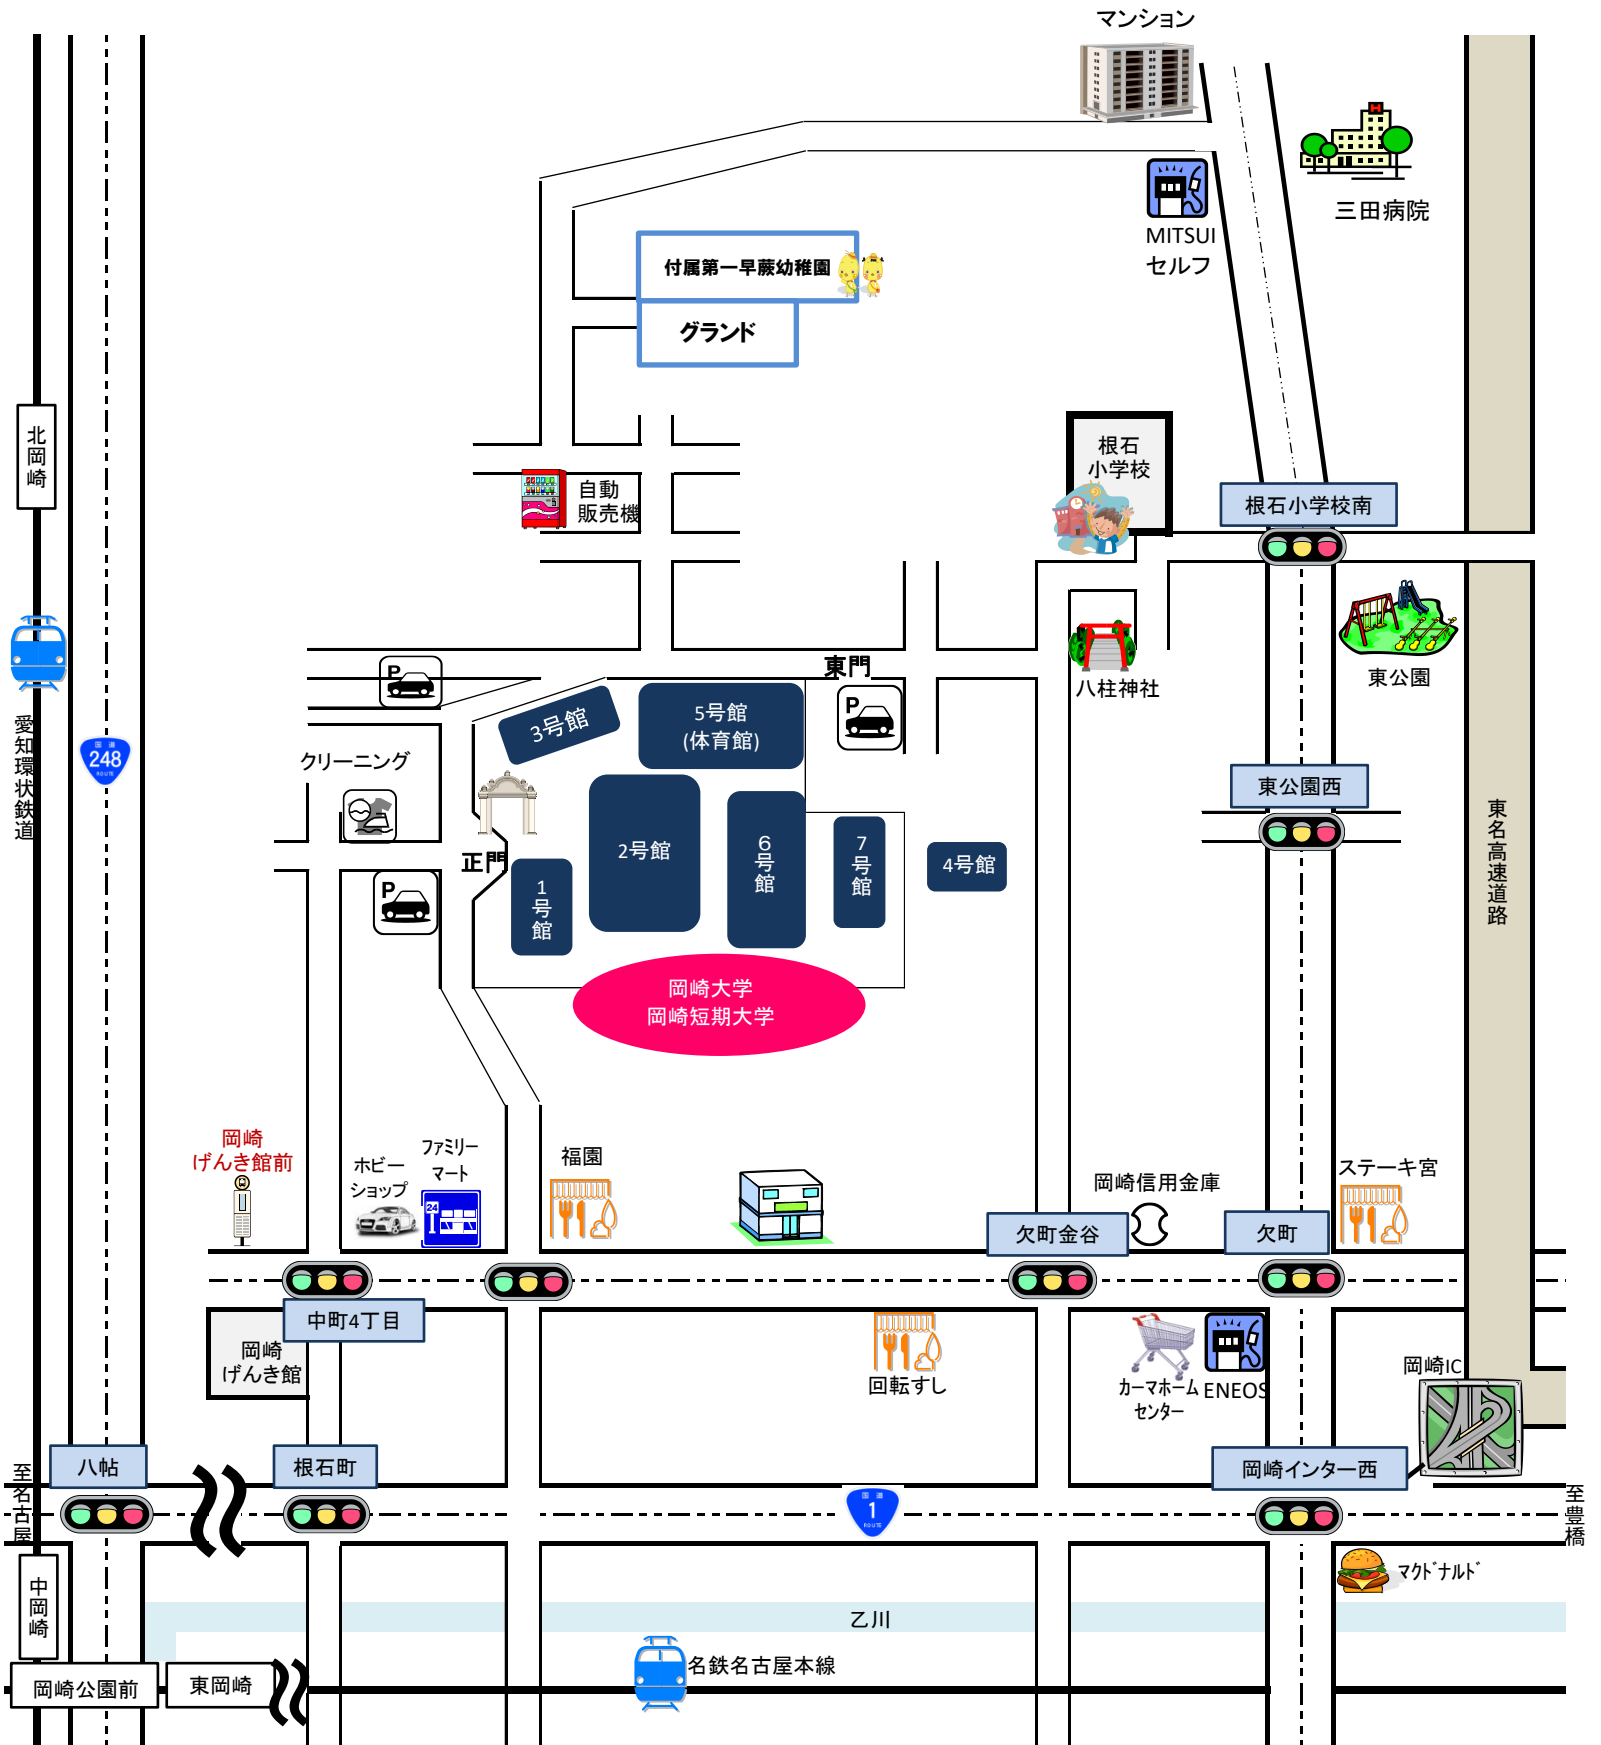 マンション
三田病院
MITSUI
セルフ
付属第一早蕨幼稚園
グランド
北岡崎
根石
小学校
自動
販売機
根石小学校南
東門
P
P
3号館
5号館
(体育館)
八柱神社
東公園
愛知環状鉄道
国道
248
ROUTE
クリーニング
東公園西
東名高速道路
正門
P
1号館
2号館
6号館
7号館
4号館
岡崎大学
岡崎短期大学
岡崎
げんき館前
ホビー
ショップ
ファミリー
マート
24
福園
岡崎信用金庫
ステーキ宮
欠町金谷
欠町
中町4丁目
岡崎
げんき館
回転すし
カーマホーム
センター
ENEOS
岡崎IC
八帖
根石町
岡崎インター西
至名古屋
国道
1
ROUTE
至豊橋
中岡崎
マクドナルド
乙川
名鉄名古屋本線
岡崎公園前
東岡崎
H